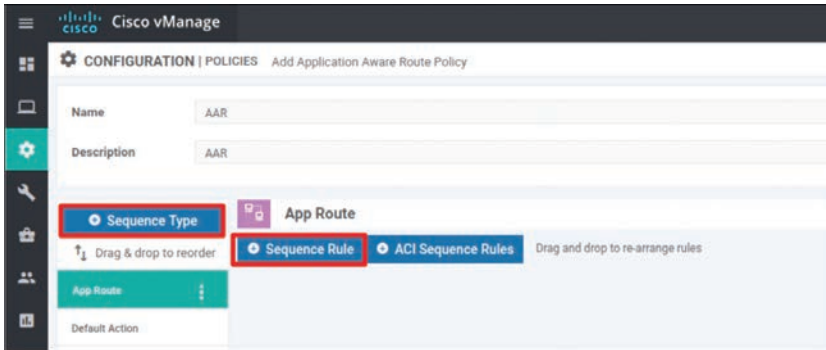 cisco Cisco vManage
CONFIGURATION | POLICIES Add Application Aware Route Policy
Name AAR
Description AAR
Sequence Type
App Route
Drag & drop to reorder
Sequence Rule
ACI Sequence Rules
Drag and drop to re-arrange rules
App Route
Default Action